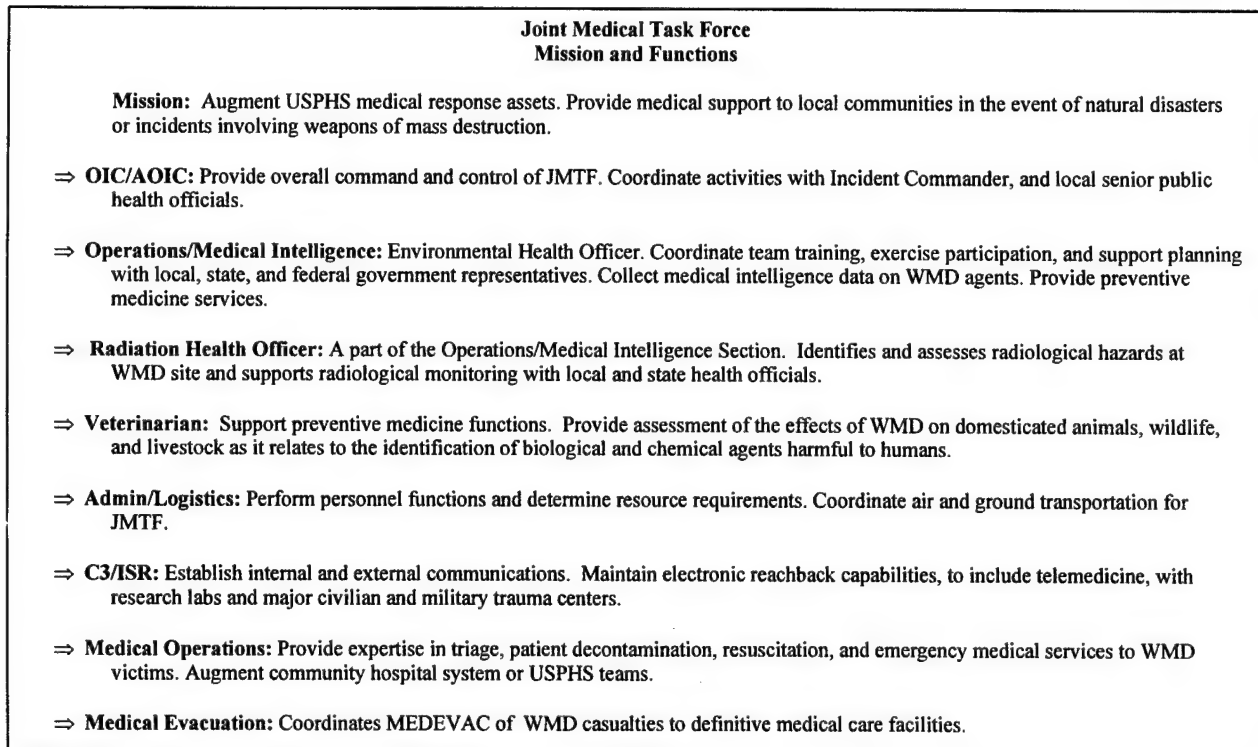 Joint Medical Task Force
Mission and Functions
Mission: Augment USPHS medical response assets. Provide medical support to local communities in the event of natural disasters
or incidents involving weapons of mass destruction.
⇒ OIC/AOIC: Provide overall command and control of JMTF. Coordinate activities with Incident Commander, and local senior public
health officials.
⇒ Operations/Medical Intelligence: Environmental Health Officer. Coordinate team training, exercise participation, and support planning
with local, state, and federal government representatives. Collect medical intelligence data on WMD agents. Provide preventive
medicine services.
⇒ Radiation Health Officer: A part of the Operations/Medical Intelligence Section. Identifies and assesses radiological hazards at
WMD site and supports radiological monitoring with local and state health officials.
⇒ Veterinarian: Support preventive medicine functions. Provide assessment of the effects of WMD on domesticated animals, wildlife,
and livestock as it relates to the identification of biological and chemical agents harmful to humans.
⇒ Admin/Logistics: Perform personnel functions and determine resource requirements. Coordinate air and ground transportation for
JMTF.
⇒ C3/ISR: Establish internal and external communications. Maintain electronic reachback capabilities, to include telemedicine, with
research labs and major civilian and military trauma centers.
⇒ Medical Operations: Provide expertise in triage, patient decontamination, resuscitation, and emergency medical services to WMD
victims. Augment community hospital system or USPHS teams.
⇒ Medical Evacuation: Coordinates MEDEVAC of WMD casualties to definitive medical care facilities.